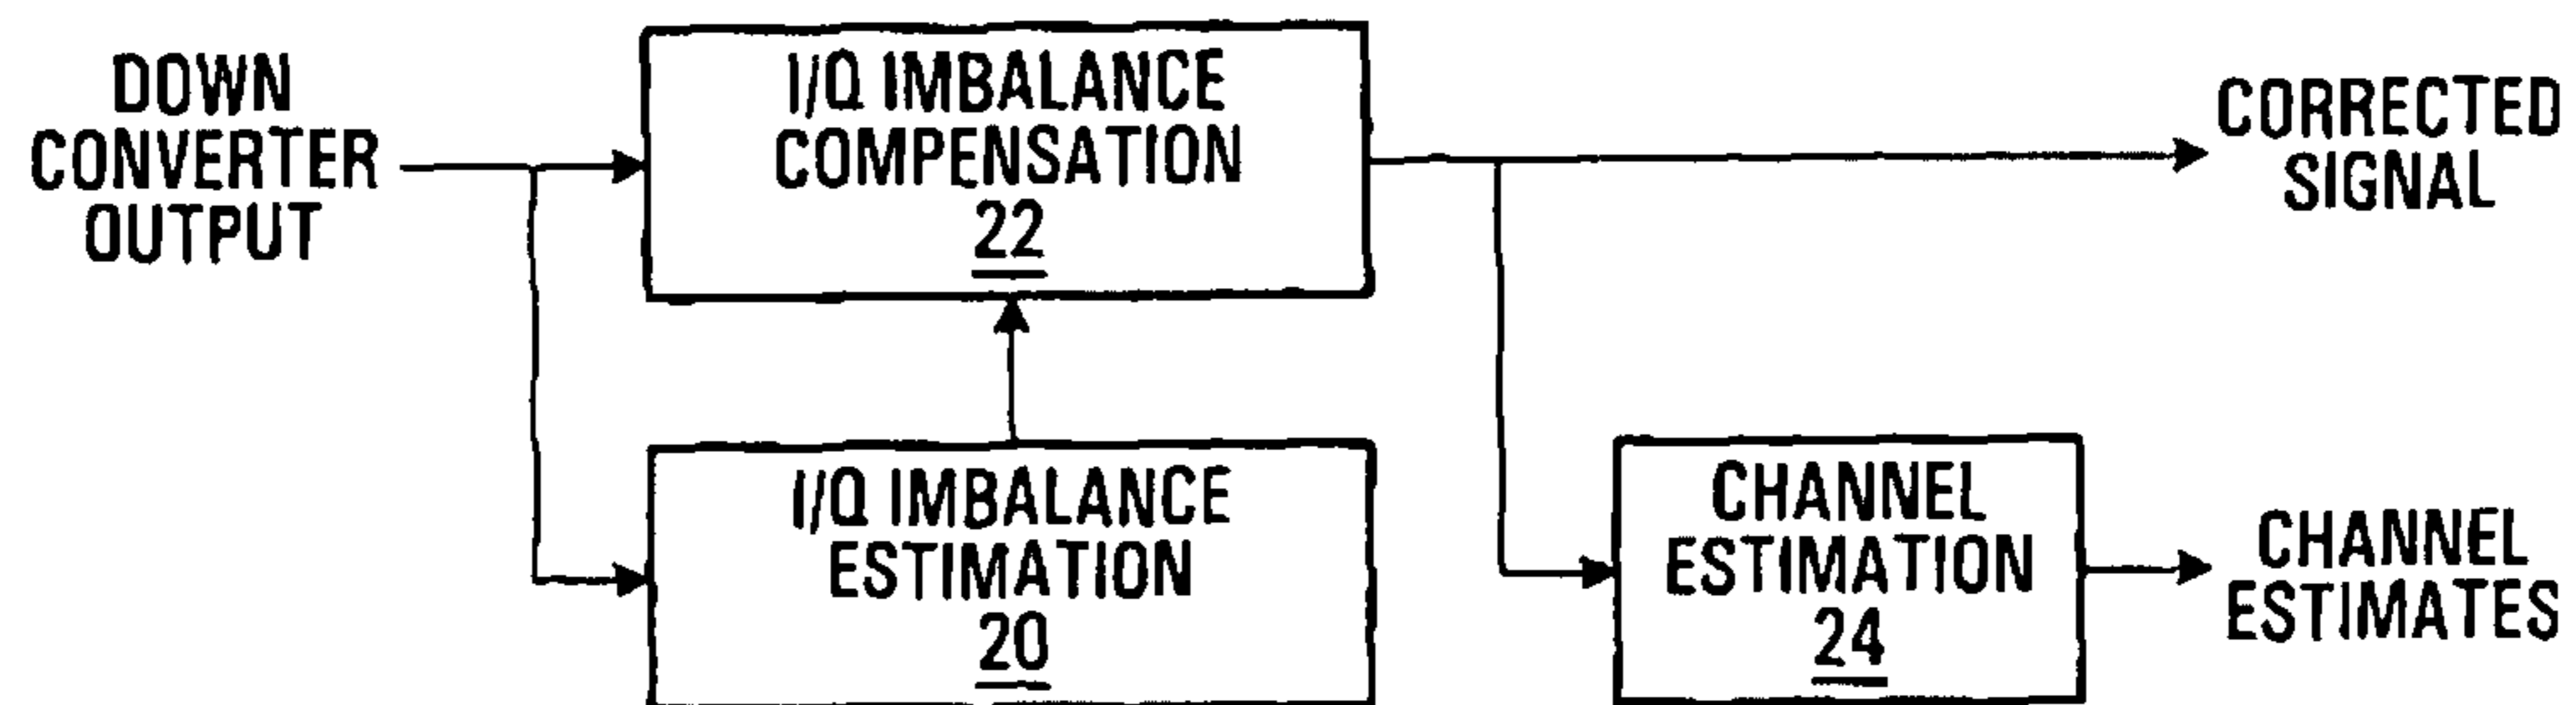 DOWN
CONVERTER
OUTPUT
I/Q IMBALANCE
COMPENSATION
22
CORRECTED
SIGNAL
I/Q IMBALANCE
ESTIMATION
20
CHANNEL
ESTIMATION
24
CHANNEL
ESTIMATES